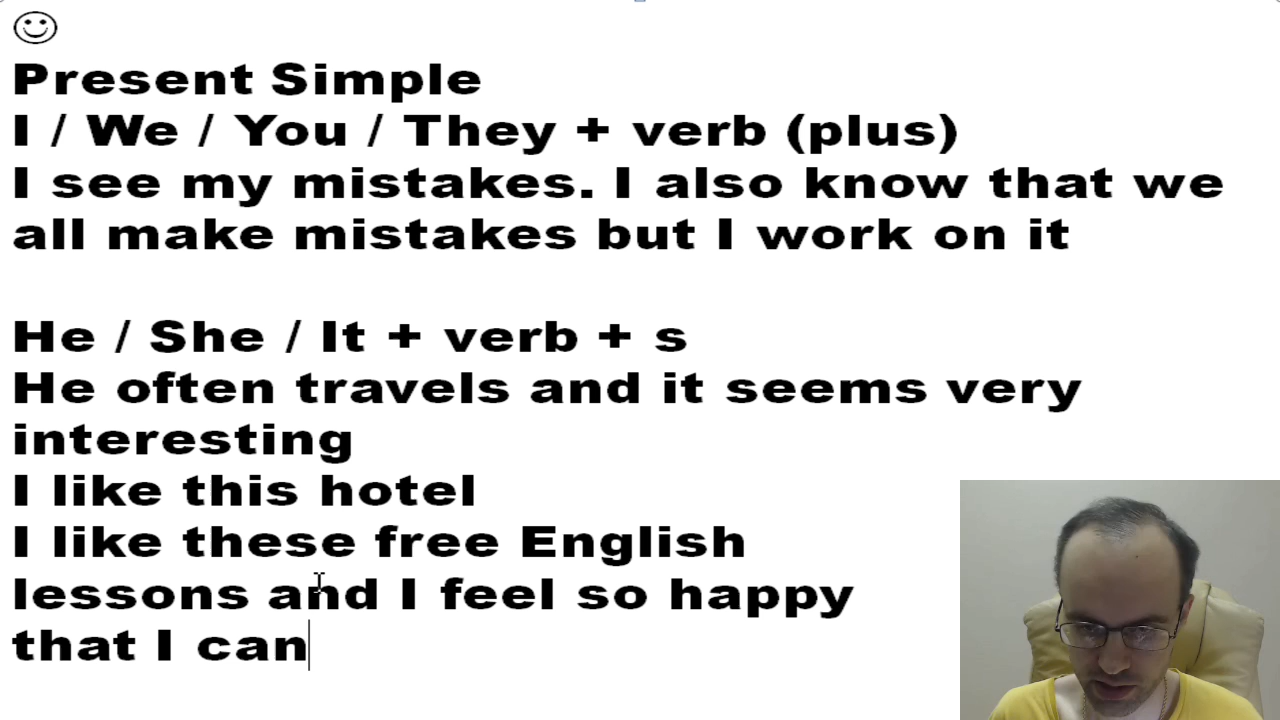 Present Simple
I / We / You / They + verb (plus)
I see my mistakes. I also know that we
all make mistakes but I work on it
He / She / It + verb + s
He often travels and it seems very
interesting
I like this hotel
I like these free English
lessons and I feel so happy
that I can